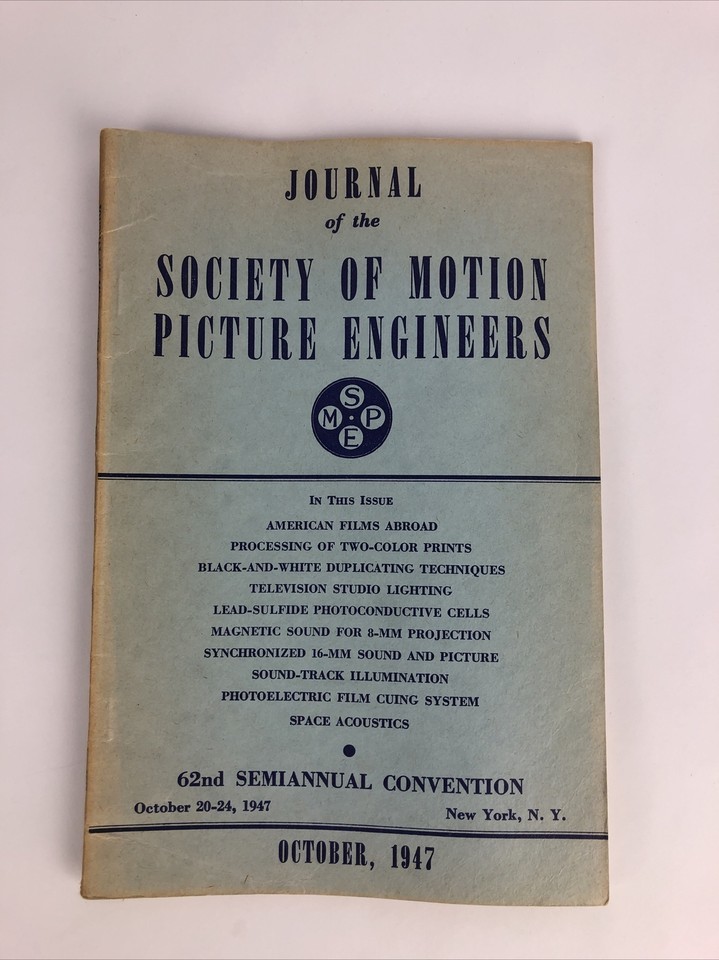 JOURNAL
of the
SOCIETY OF MOTION
PICTURE ENGINEERS
S
M P
E
IN THIS ISSUE
AMERICAN FILMS ABROAD
PROCESSING OF TWO-COLOR PRINTS
BLACK-AND-WHITE DUPLICATING TECHNIQUES
TELEVISION STUDIO LIGHTING
LEAD-SULFIDE PHOTOCONDUCTIVE CELLS
MAGNETIC SOUND FOR 8-MM PROJECTION
SYNCHRONIZED 16-MM SOUND AND PICTURE
SOUND-TRACK ILLUMINATION
PHOTOELECTRIC FILM CUING SYSTEM
SPACE ACOUSTICS
62nd SEMIANNUAL CONVENTION
October 20-24, 1947 New York, N. Y.
OCTOBER, 1947